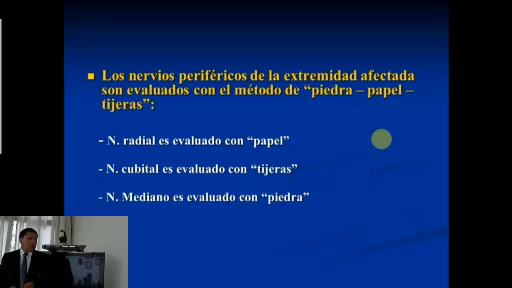 Los nervios periféricos de la extremidad afectada
son evaluados con el método de “piedra – papel –
tijeras”:
- N. radial es evaluado con “papel”
- N. cubital es evaluado con “tijeras”
- N. Mediano es evaluado con “piedra”